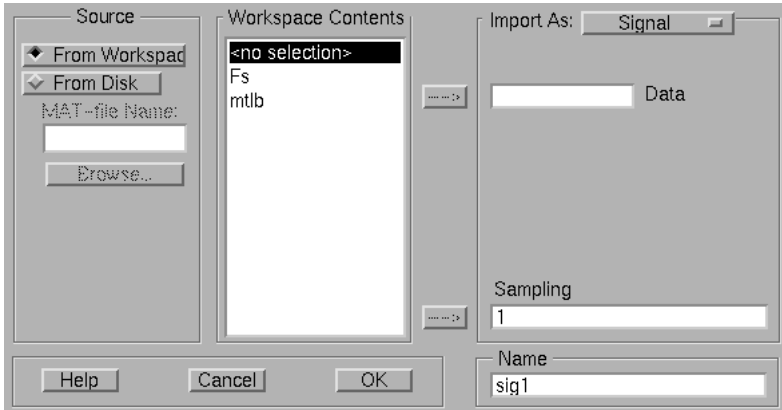 Source
From Workspac
From Disk
MAT-file Name:
Browse...
Workspace Contents
<no selection>
Fs
mtlb
---->
---->
Import As: Signal
Data
Sampling
1
Help
Cancel
OK
Name
sig1